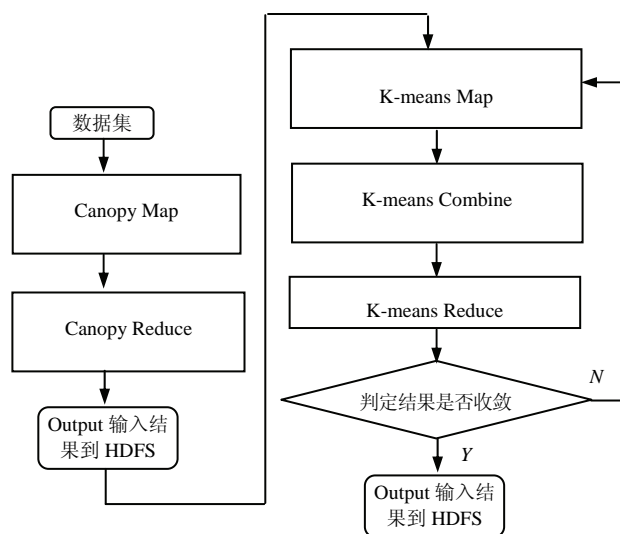 数据集
Canopy Map
Canopy Reduce
Output 输入结
果到 HDFS
K-means Map
K-means Combine
K-means Reduce
判定结果是否收敛
N
Y
Output 输入结
果到 HDFS